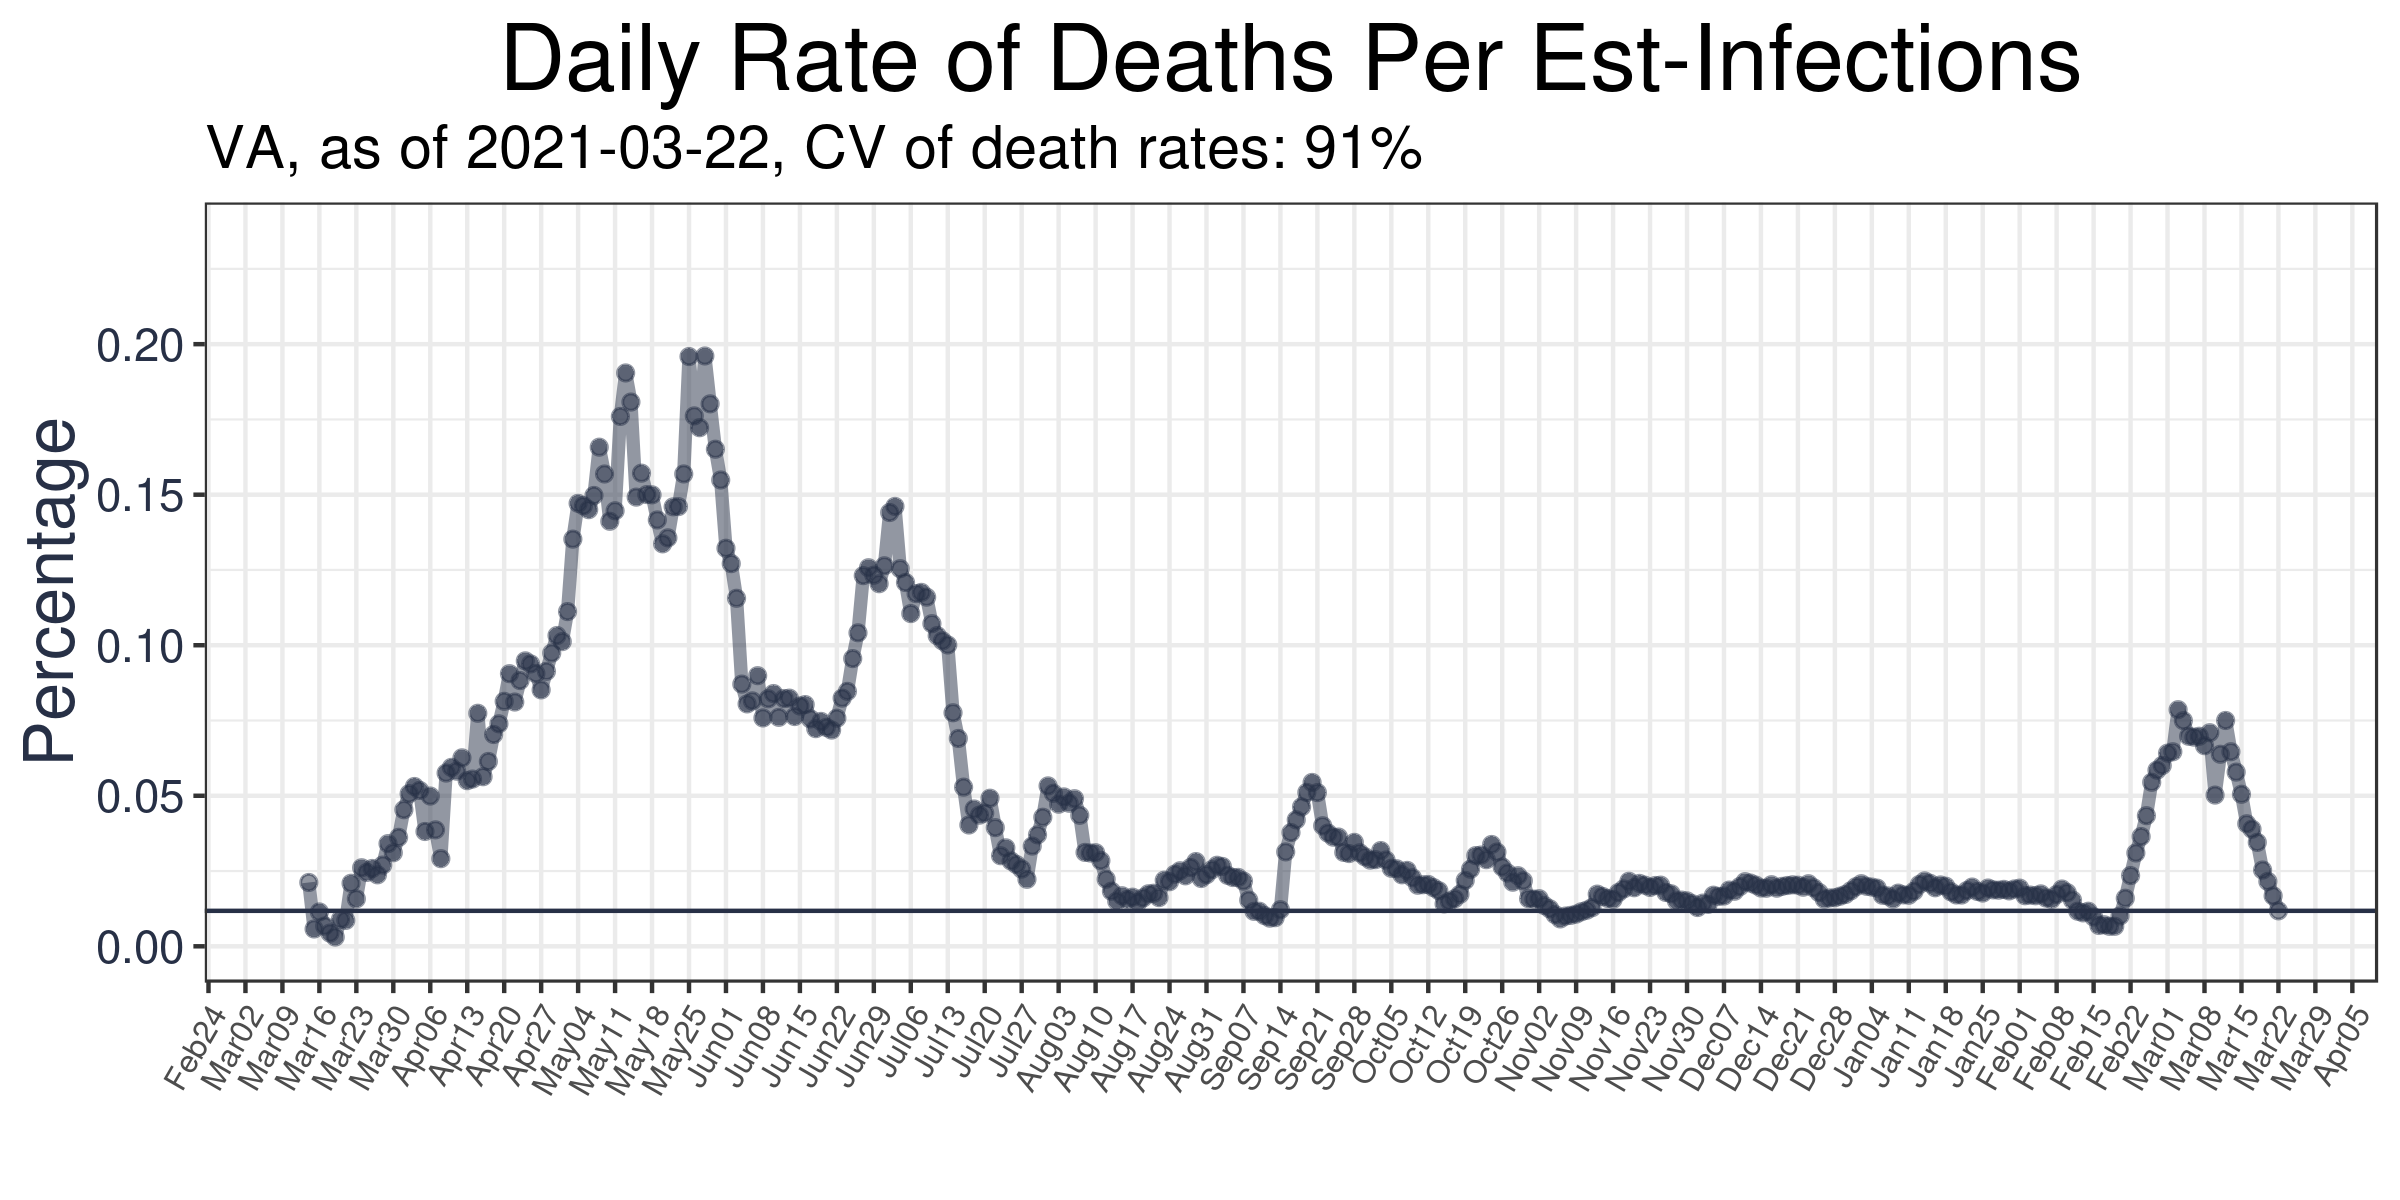 Daily Rate of Deaths Per Est-Infections
VA, as of 2021-03-22, CV of death rates: 91%
Percentage
0.20
0.15
0.10
0.05
0.00
Feb24
Mar02
Mar09
Mar16
Mar23
Mar30
Apr06
Apr13
Apr20
Apr27
May04
May11
May18
May25
Jun01
Jun08
Jun15
Jun22
Jun29
Jul06
Jul13
Jul20
Jul27
Aug03
Aug10
Aug17
Aug24
Aug31
Sep07
Sep14
Sep21
Sep28
Oct05
Oct12
Oct19
Oct26
Nov02
Nov09
Nov16
Nov23
Nov30
Dec07
Dec14
Dec21
Dec28
Jan04
Jan11
Jan18
Jan25
Feb01
Feb08
Feb15
Feb22
Mar01
Mar08
Mar15
Mar22
Mar29
Apr05